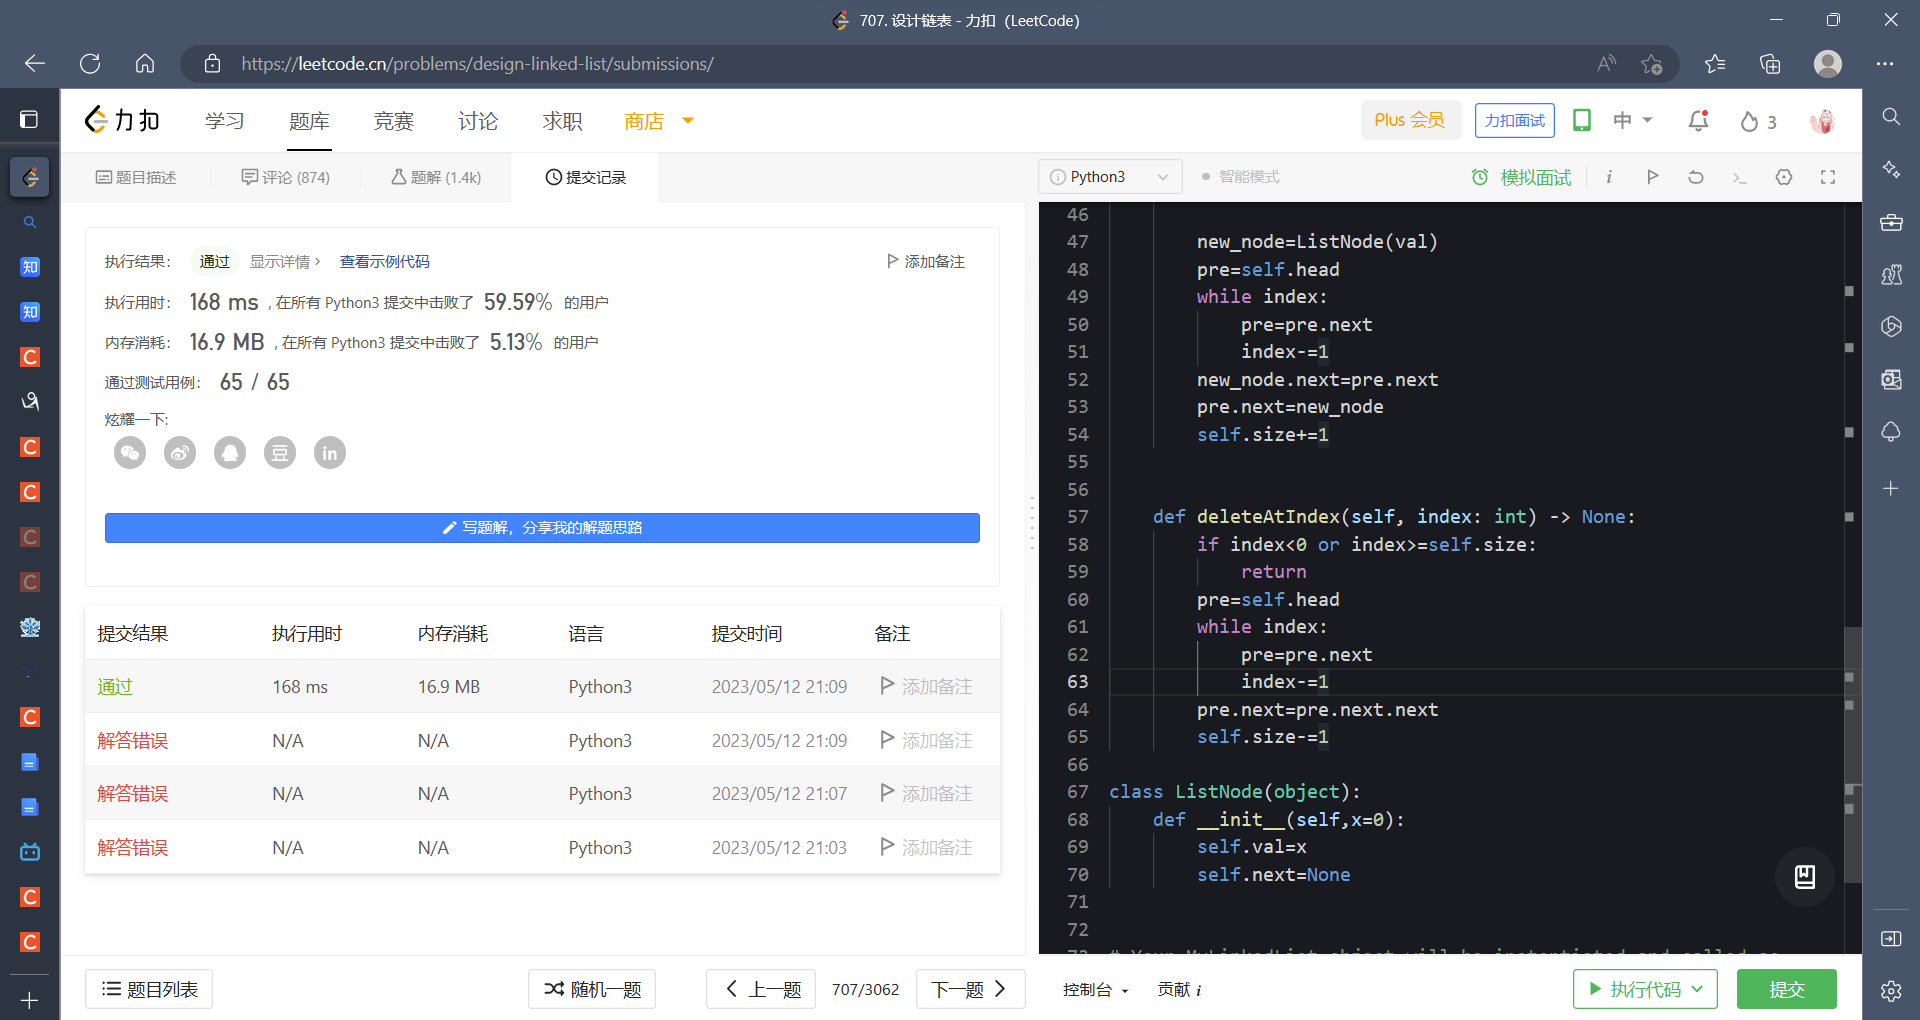 707. 设计链表 - 力扣（LeetCode）
https://leetcode.cn/problems/design-linked-list/submissions/
力扣 学习 题库 竞赛 讨论 求职 商店 Plus 会员 力扣面试 中 3
题目描述 评论 (874) 题解 (1.4k) 提交记录
Python3 智能模式 模拟面试
执行结果： 通过 显示详情 › 查看示例代码 添加备注
执行用时： 168 ms , 在所有 Python3 提交中击败了 59.59% 的用户
内存消耗： 16.9 MB , 在所有 Python3 提交中击败了 5.13% 的用户
通过测试用例： 65 / 65
炫耀一下:
写题解，分享我的解题思路
提交结果 执行用时 内存消耗 语言 提交时间 备注
通过 168 ms 16.9 MB Python3 2023/05/12 21:09 添加备注
解答错误 N/A N/A Python3 2023/05/12 21:09 添加备注
解答错误 N/A N/A Python3 2023/05/12 21:07 添加备注
解答错误 N/A N/A Python3 2023/05/12 21:03 添加备注
46
47 new_node=ListNode(val)
48 pre=self.head
49 while index:
50 pre=pre.next
51 index-=1
52 new_node.next=pre.next
53 pre.next=new_node
54 self.size+=1
55
56
57 def deleteAtIndex(self, index: int) -> None:
58 if index<0 or index>=self.size:
59 return
60 pre=self.head
61 while index:
62 pre=pre.next
63 index-=1
64 pre.next=pre.next.next
65 self.size-=1
66
67 class ListNode(object):
68 def __init__(self,x=0):
69 self.val=x
70 self.next=None
71
72
题目列表 随机一题 上一题 707/3062 下一题 控制台 贡献 i 执行代码 提交